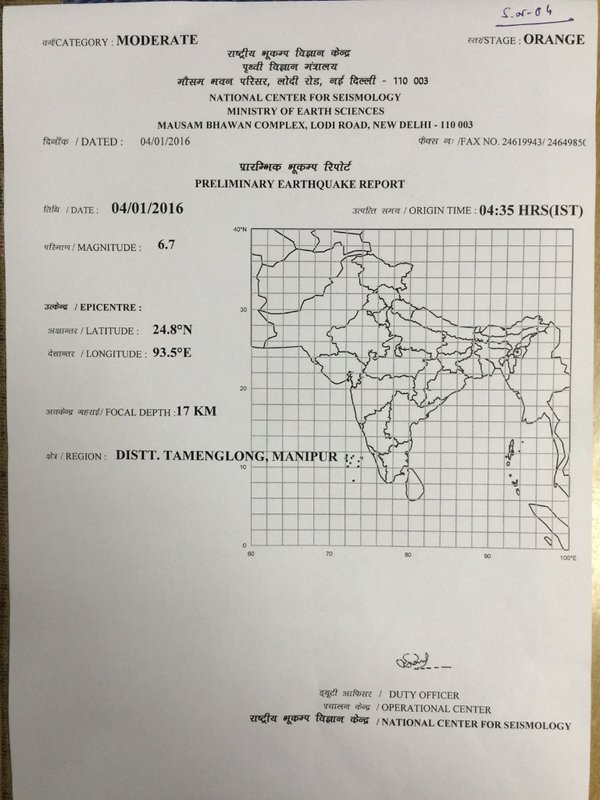 S.no-04
वर्ग/CATEGORY : MODERATE
स्तर/STAGE : ORANGE
राष्ट्रीय भूकम्प विज्ञान केन्द्र
पृथ्वी विज्ञान मंत्रालय
मौसम भवन परिसर, लोदी रोड, नई दिल्ली - 110 003
NATIONAL CENTER FOR SEISMOLOGY
MINISTRY OF EARTH SCIENCES
MAUSAM BHAWAN COMPLEX, LODI ROAD, NEW DELHI - 110 003
दिनाँक / DATED : 04/01/2016
फैक्स नः /FAX NO. 24619943/ 2464985
प्रारम्भिक भूकम्प रिपोर्ट
PRELIMINARY EARTHQUAKE REPORT
तिथि / DATE : 04/01/2016
उत्पत्ति समय / ORIGIN TIME : 04:35 HRS(IST)
परिमाण / MAGNITUDE : 6.7
उत्केन्द्र / EPICENTRE :
अक्षान्तर / LATITUDE : 24.8°N
देशान्तर / LONGITUDE : 93.5°E
अवकेन्द्र गहराई/ FOCAL DEPTH :17 KM
क्षेत्र / REGION : DISTT. TAMENGLONG, MANIPUR
40°N
30
20
10
0
60 70 80 90 100°E
ड्यूटी आफिसर / DUTY OFFICER
पचालन केन्द्र / OPERATIONAL CENTER
राष्ट्रीय भूकम्प विज्ञान केन्द्र / NATIONAL CENTER FOR SEISMOLOGY